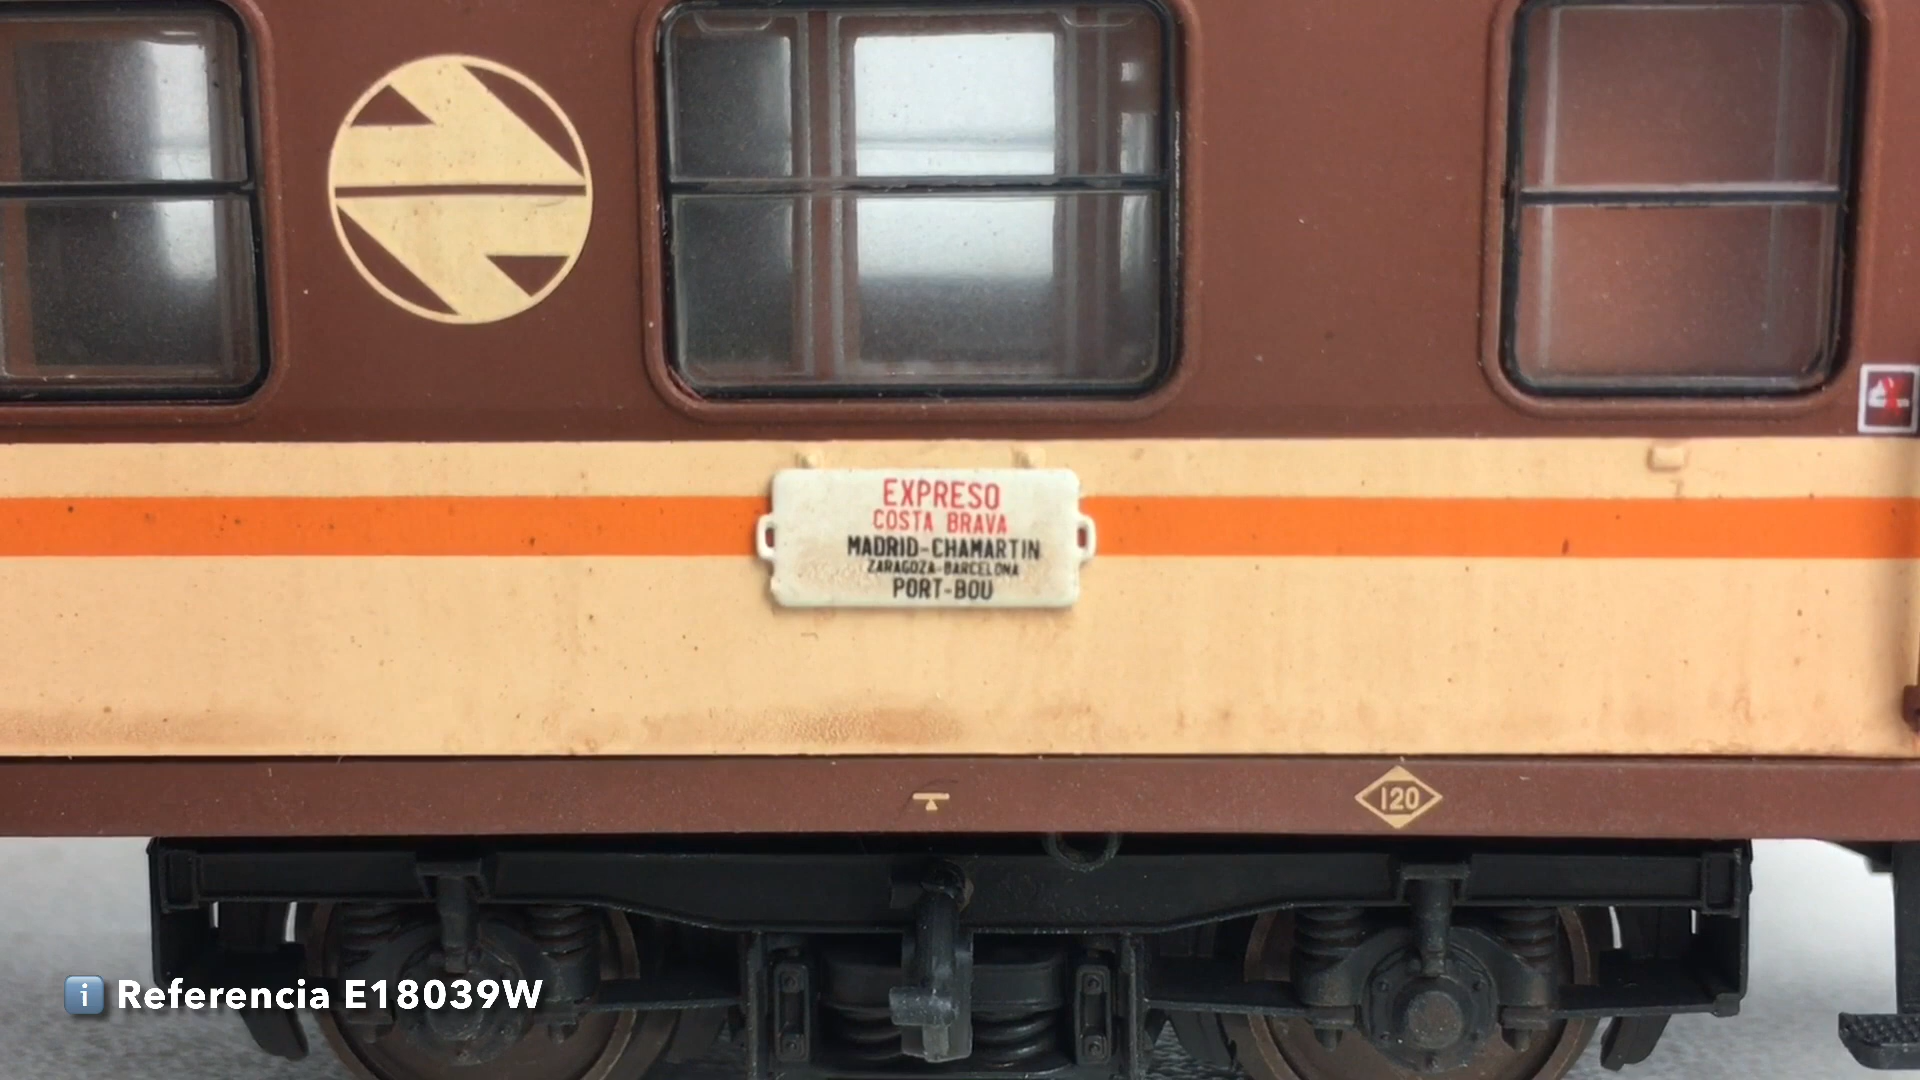 EXPRESO
COSTA BRAVA
MADRID-CHAMARTIN
ZARAGOZA-BARCELONA
PORT-BOU
120
Referencia E18039W